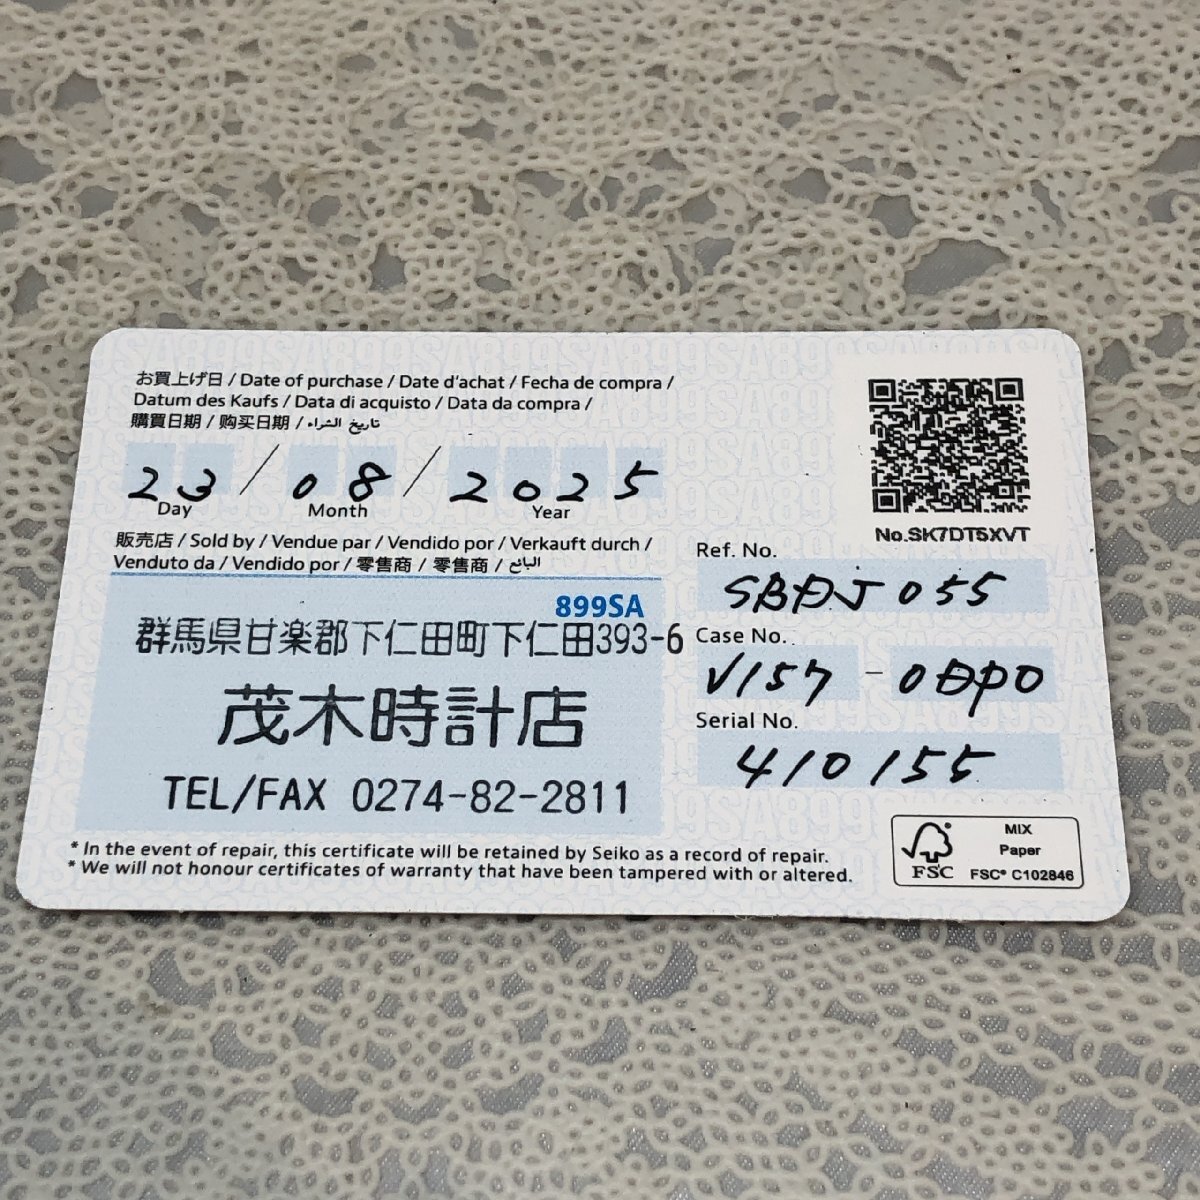 お買上げ日 / Date of purchase / Date d'achat / Fecha de compra /
Datum des Kaufs / Data di acquisto / Data da compra /
購買日期 / 购买日期 / تاريخ الشراء
23 / 08 / 2025
Day Month Year
販売店 / Sold by / Vendue par / Vendido por / Verkauft durch /
Venduto da / Vendido por / 零售商 / 零售商 / البائع
899SA
群馬県甘楽郡下仁田町下仁田393-6
茂木時計店
TEL/FAX 0274-82-2811
No.SK7DT5XVT
Ref. No.
SBDJ055
Case No.
V157 - 0DP0
Serial No.
410155
* In the event of repair, this certificate will be retained by Seiko as a record of repair.
* We will not honour certificates of warranty that have been tampered with or altered.
FSC
MIX
Paper
FSC® C102846